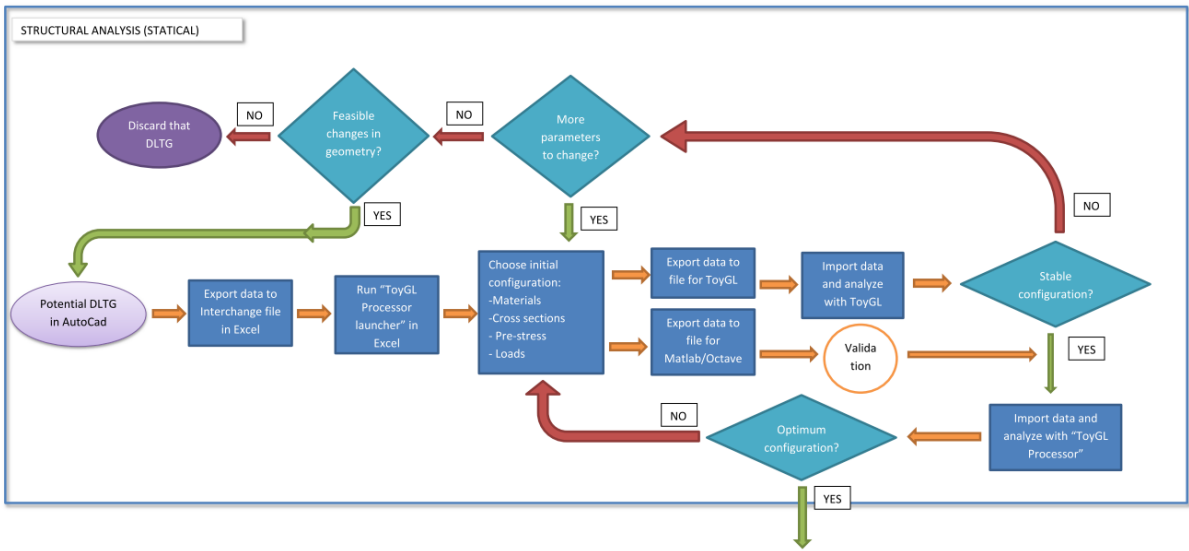 STRUCTURAL ANALYSIS (STATICAL)
Discard that
DLTG
NO
Feasible
changes in
geometry?
NO
More
parameters
to change?
YES
YES
NO
Potential DLTG
in AutoCad
Export data to
Interchange file
in Excel
Run “ToyGL
Processor
launcher” in
Excel
Choose initial
configuration:
-Materials
-Cross sections
- Pre-stress
- Loads
Export data to
file for ToyGL
Import data
and analyze
with ToyGL
Stable
configuration?
Export data to
file for
Matlab/Octave
Valida
tion
YES
NO
Optimum
configuration?
Import data and
analyze with “ToyGL
Processor”
YES